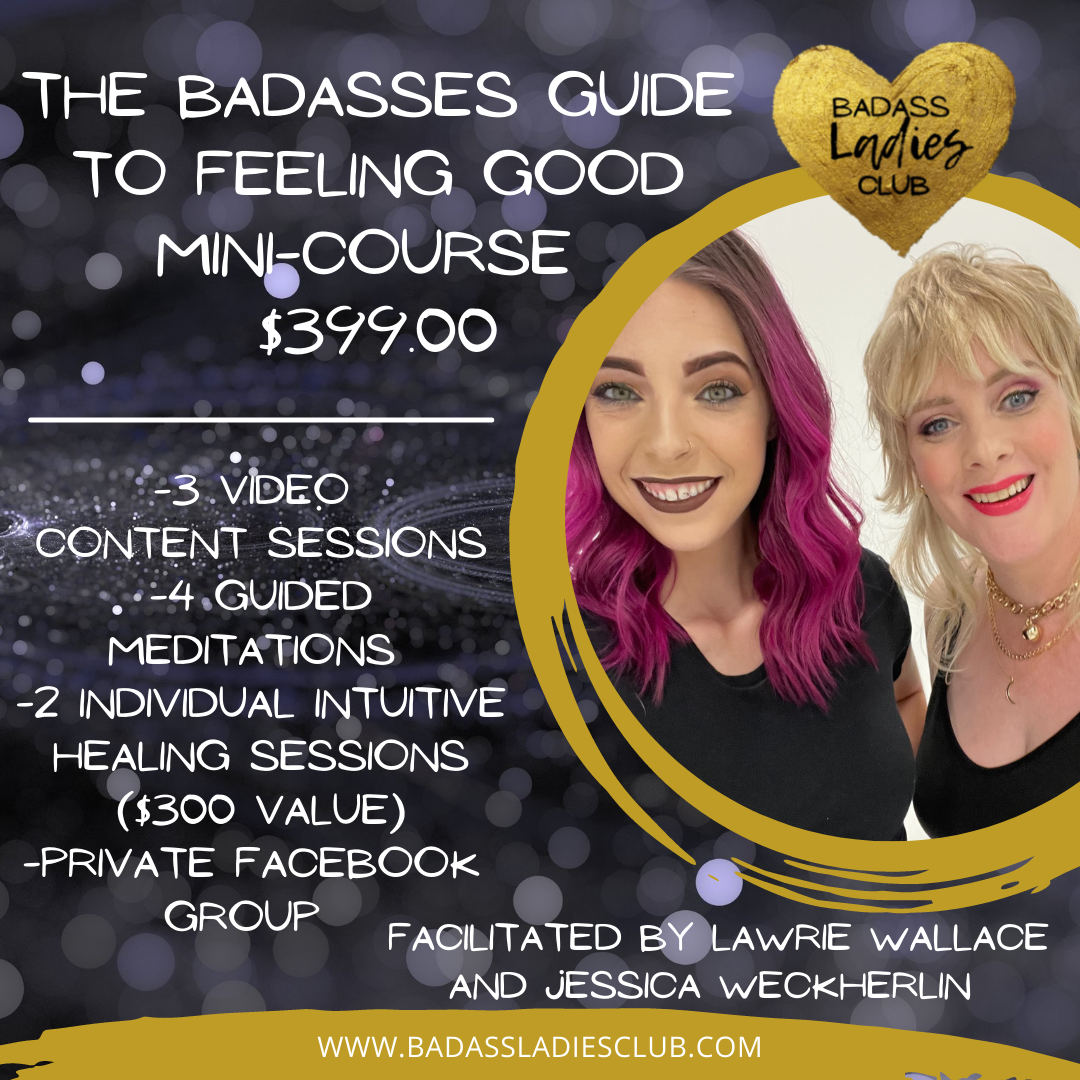 THE BADASSES GUIDE
TO FEELING GOOD
MINI-COURSE
$399.00
BADASS
Ladies
CLUB
-3 VIDEO
CONTENT SESSIONS
-4 GUIDED
MEDITATIONS
-2 INDIVIDUAL INTUITIVE
HEALING SESSIONS
($300 VALUE)
-PRIVATE FACEBOOK
GROUP
FACILITATED BY LAWRIE WALLACE
AND JESSICA WECKHERLIN
WWW.BADASSLADIESCLUB.COM